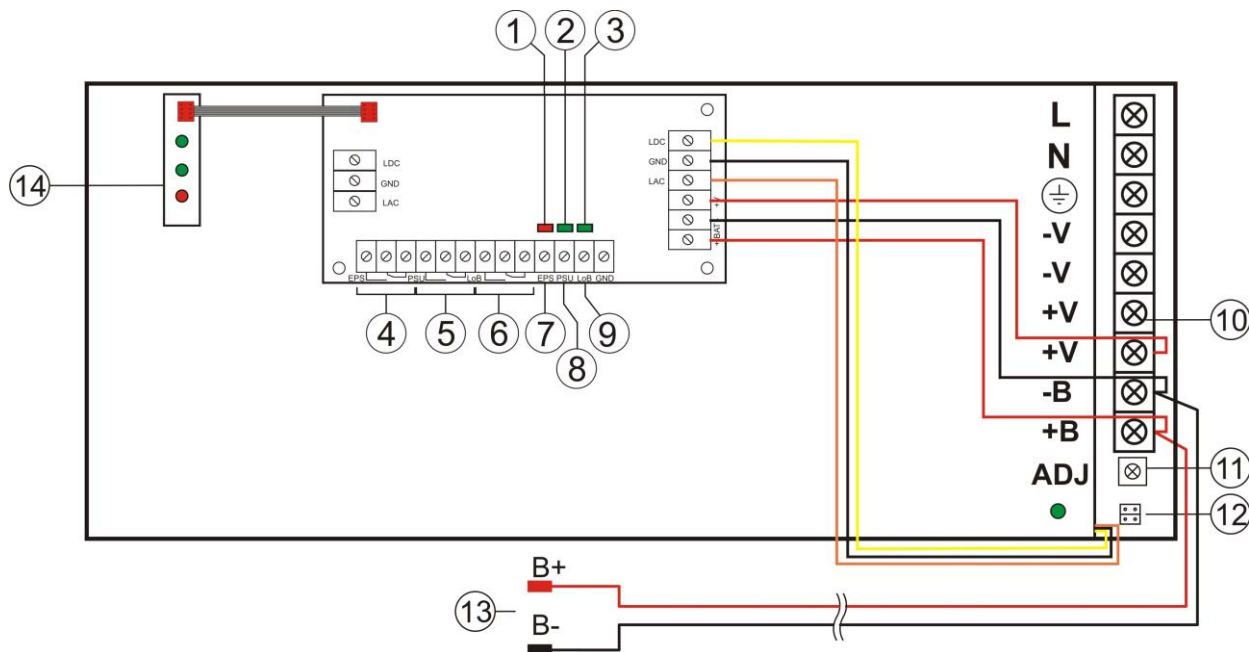 1 2 3
L
N
-V
-V
+V
+V
-B
+B
ADJ
LDC
GND
LAC
+V
- BAT +
LDC
GND
LAC
EPS PSU LoB EPS PSU LoB GND
4 5 6 7 8 9
10
11
12
14
B+
13
B-